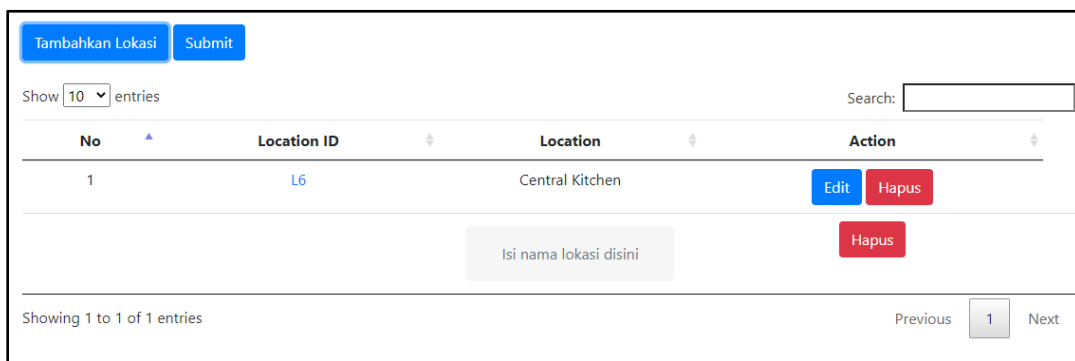 Tambahkan Lokasi Submit
Show 10 entries Search:
No Location ID Location Action
1 L6 Central Kitchen Edit Hapus
Isi nama lokasi disini Hapus
Showing 1 to 1 of 1 entries Previous 1 Next